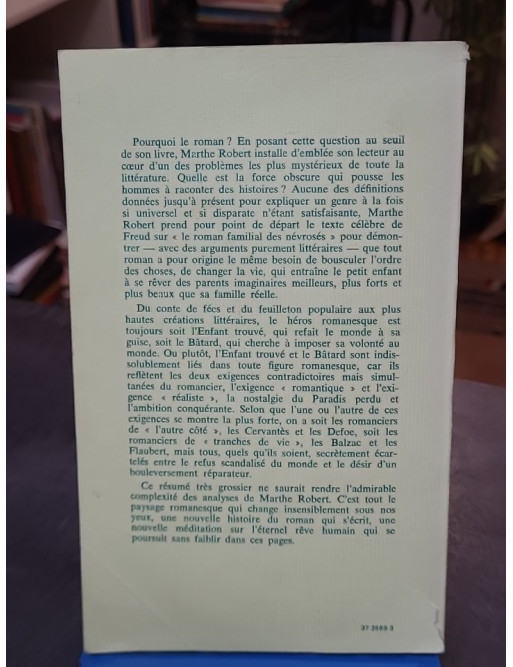 Pourquoi le roman ? En posant cette question au seuil
de son livre, Marthe Robert installe d'emblée son lecteur au
cœur d'un des problèmes les plus mystérieux de toute la
littérature. Quelle est la force obscure qui pousse les
hommes à raconter des histoires ? Aucune des définitions
données jusqu'à présent pour expliquer un genre à la fois
si universel et si disparate n'étant satisfaisante, Marthe
Robert prend pour point de départ le texte célèbre de
Freud sur « le roman familial des névrosés » pour démon-
trer — avec des arguments purement littéraires — que tout
roman a pour origine le même besoin de bousculer l'ordre
des choses, de changer la vie, qui entraîne le petit enfant
à se rêver des parents imaginaires meilleurs, plus forts et
plus beaux que sa famille réelle.
Du conte de fées et du feuilleton populaire aux plus
hautes créations littéraires, le héros romanesque est
toujours soit l'Enfant trouvé, qui refait le monde à sa
guise, soit le Bâtard, qui cherche à imposer sa volonté au
monde. Ou plutôt, l'Enfant trouvé et le Bâtard sont indis-
solublement liés dans toute figure romanesque, car ils
reflètent les deux exigences contradictoires mais simul-
tanées du romancier, l'exigence « romantique » et l'exi-
gence « réaliste », la nostalgie du Paradis perdu et
l'ambition conquérante. Selon que l'une ou l'autre de ces
exigences se montre la plus forte, on a soit les romanciers
de « l'autre côté », les Cervantès et les Defoe, soit les
romanciers de « tranches de vie », les Balzac et les
Flaubert, mais tous, quels qu'ils soient, secrètement écar-
telés entre le refus scandalisé du monde et le désir d'un
bouleversement réparateur.
Ce résumé très grossier ne saurait rendre l'admirable
complexité des analyses de Marthe Robert. C'est tout le
paysage romanesque qui change insensiblement sous nos
yeux, une nouvelle histoire du roman qui s'écrit, une
nouvelle méditation sur l'éternel rêve humain qui se
poursuit sans faiblir dans ces pages.